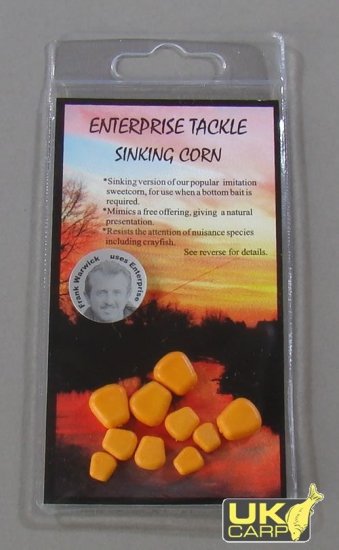 ENTERPRISE TACKLE
SINKING CORN
*Sinking version of our popular imitation
sweetcorn, for use when a bottom bait is
required.
*Mimics a free offering, giving a natural
presentation.
*Resists the attention of nuisance species
including crayfish.
See reverse for details.
Frank Warwick uses Enterprise
UK
CARP